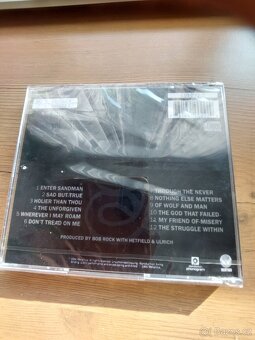 1 ENTER SANDMAN
2 SAD BUT TRUE
3 HOLIER THAN THOU
4 THE UNFORGIVEN
5 WHEREVER I MAY ROAM
6 DON'T TREAD ON ME
THROUGH THE NEVER
8 NOTHING ELSE MATTERS
9 OF WOLF AND MAN
10 THE GOD THAT FAILED
11 MY FRIEND OF MISERY
12 THE STRUGGLE WITHIN
PRODUCED BY BOB ROCK WITH HETFIELD & ULRICH